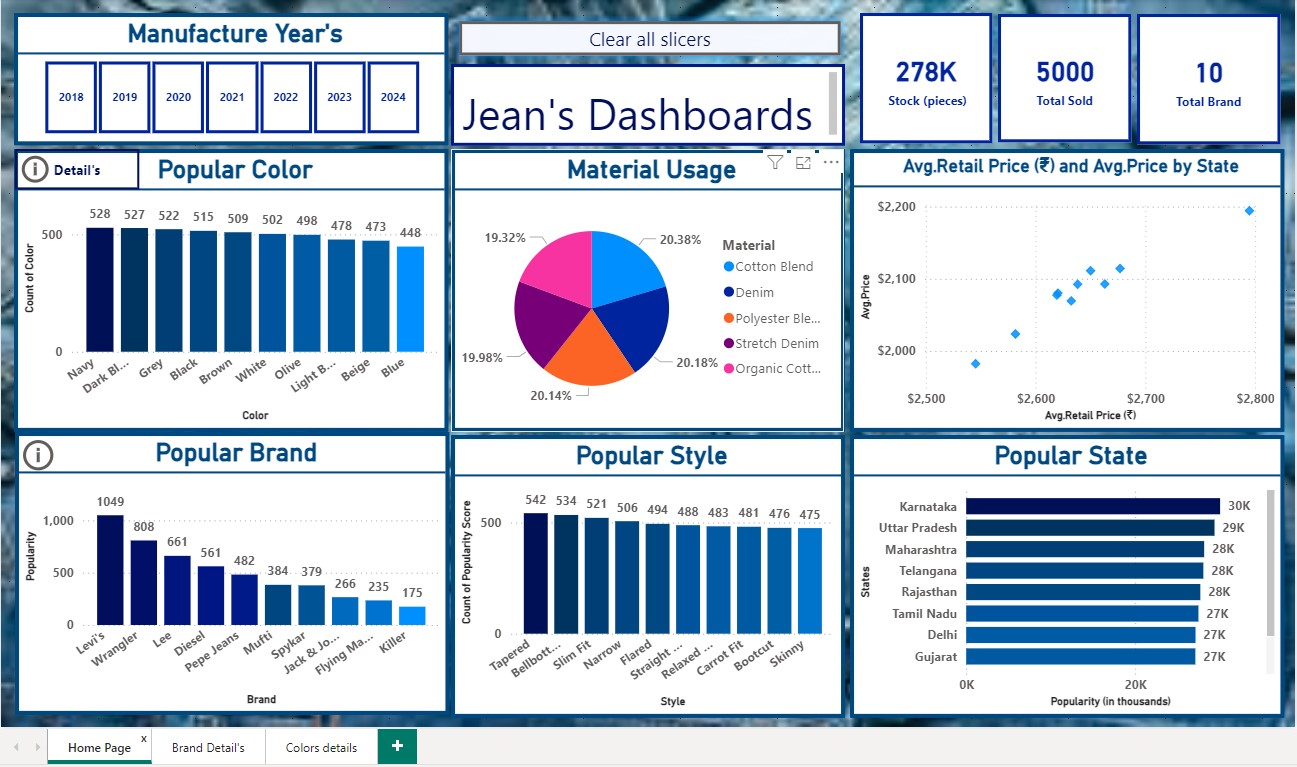 Manufacture Year's
2018 2019 2020 2021 2022 2023 2024
Clear all slicers
Jean's Dashboards
278K
Stock (pieces)
5000
Total Sold
10
Total Brand
Detail's
Popular Color
528 527 522 515 509 502 498 478 473 448
500
0
Count of Color
Navy Dark Bl... Grey Black Brown White Olive Light B... Beige Blue
Color
Material Usage
19.32%
20.38%
19.98%
20.18%
20.14%
Material
Cotton Blend
Denim
Polyester Ble...
Stretch Denim
Organic Cott...
Avg.Retail Price (₹) and Avg.Price by State
$2,200
$2,100
$2,000
Avg.Price
$2,500 $2,600 $2,700 $2,800
Avg.Retail Price (₹)
Popular Brand
1049 808 661 561 482 384 379 266 235 175
1,000
500
0
Popularity
Levi's Wrangler Lee Diesel Pepe Jeans Mufti Spykar Jack & Jo... Flying Ma... Killer
Brand
Popular Style
542 534 521 506 494 488 483 481 476 475
500
0
Count of Popularity Score
Tapered Bellbott... Slim Fit Narrow Flared Straight ... Relaxed ... Carrot Fit Bootcut Skinny
Style
Popular State
States
Karnataka 30K
Uttar Pradesh 29K
Maharashtra 28K
Telangana 28K
Rajasthan 28K
Tamil Nadu 27K
Delhi 27K
Gujarat 27K
0K 20K
Popularity (in thousands)
Home Page x Brand Detail's Colors details +